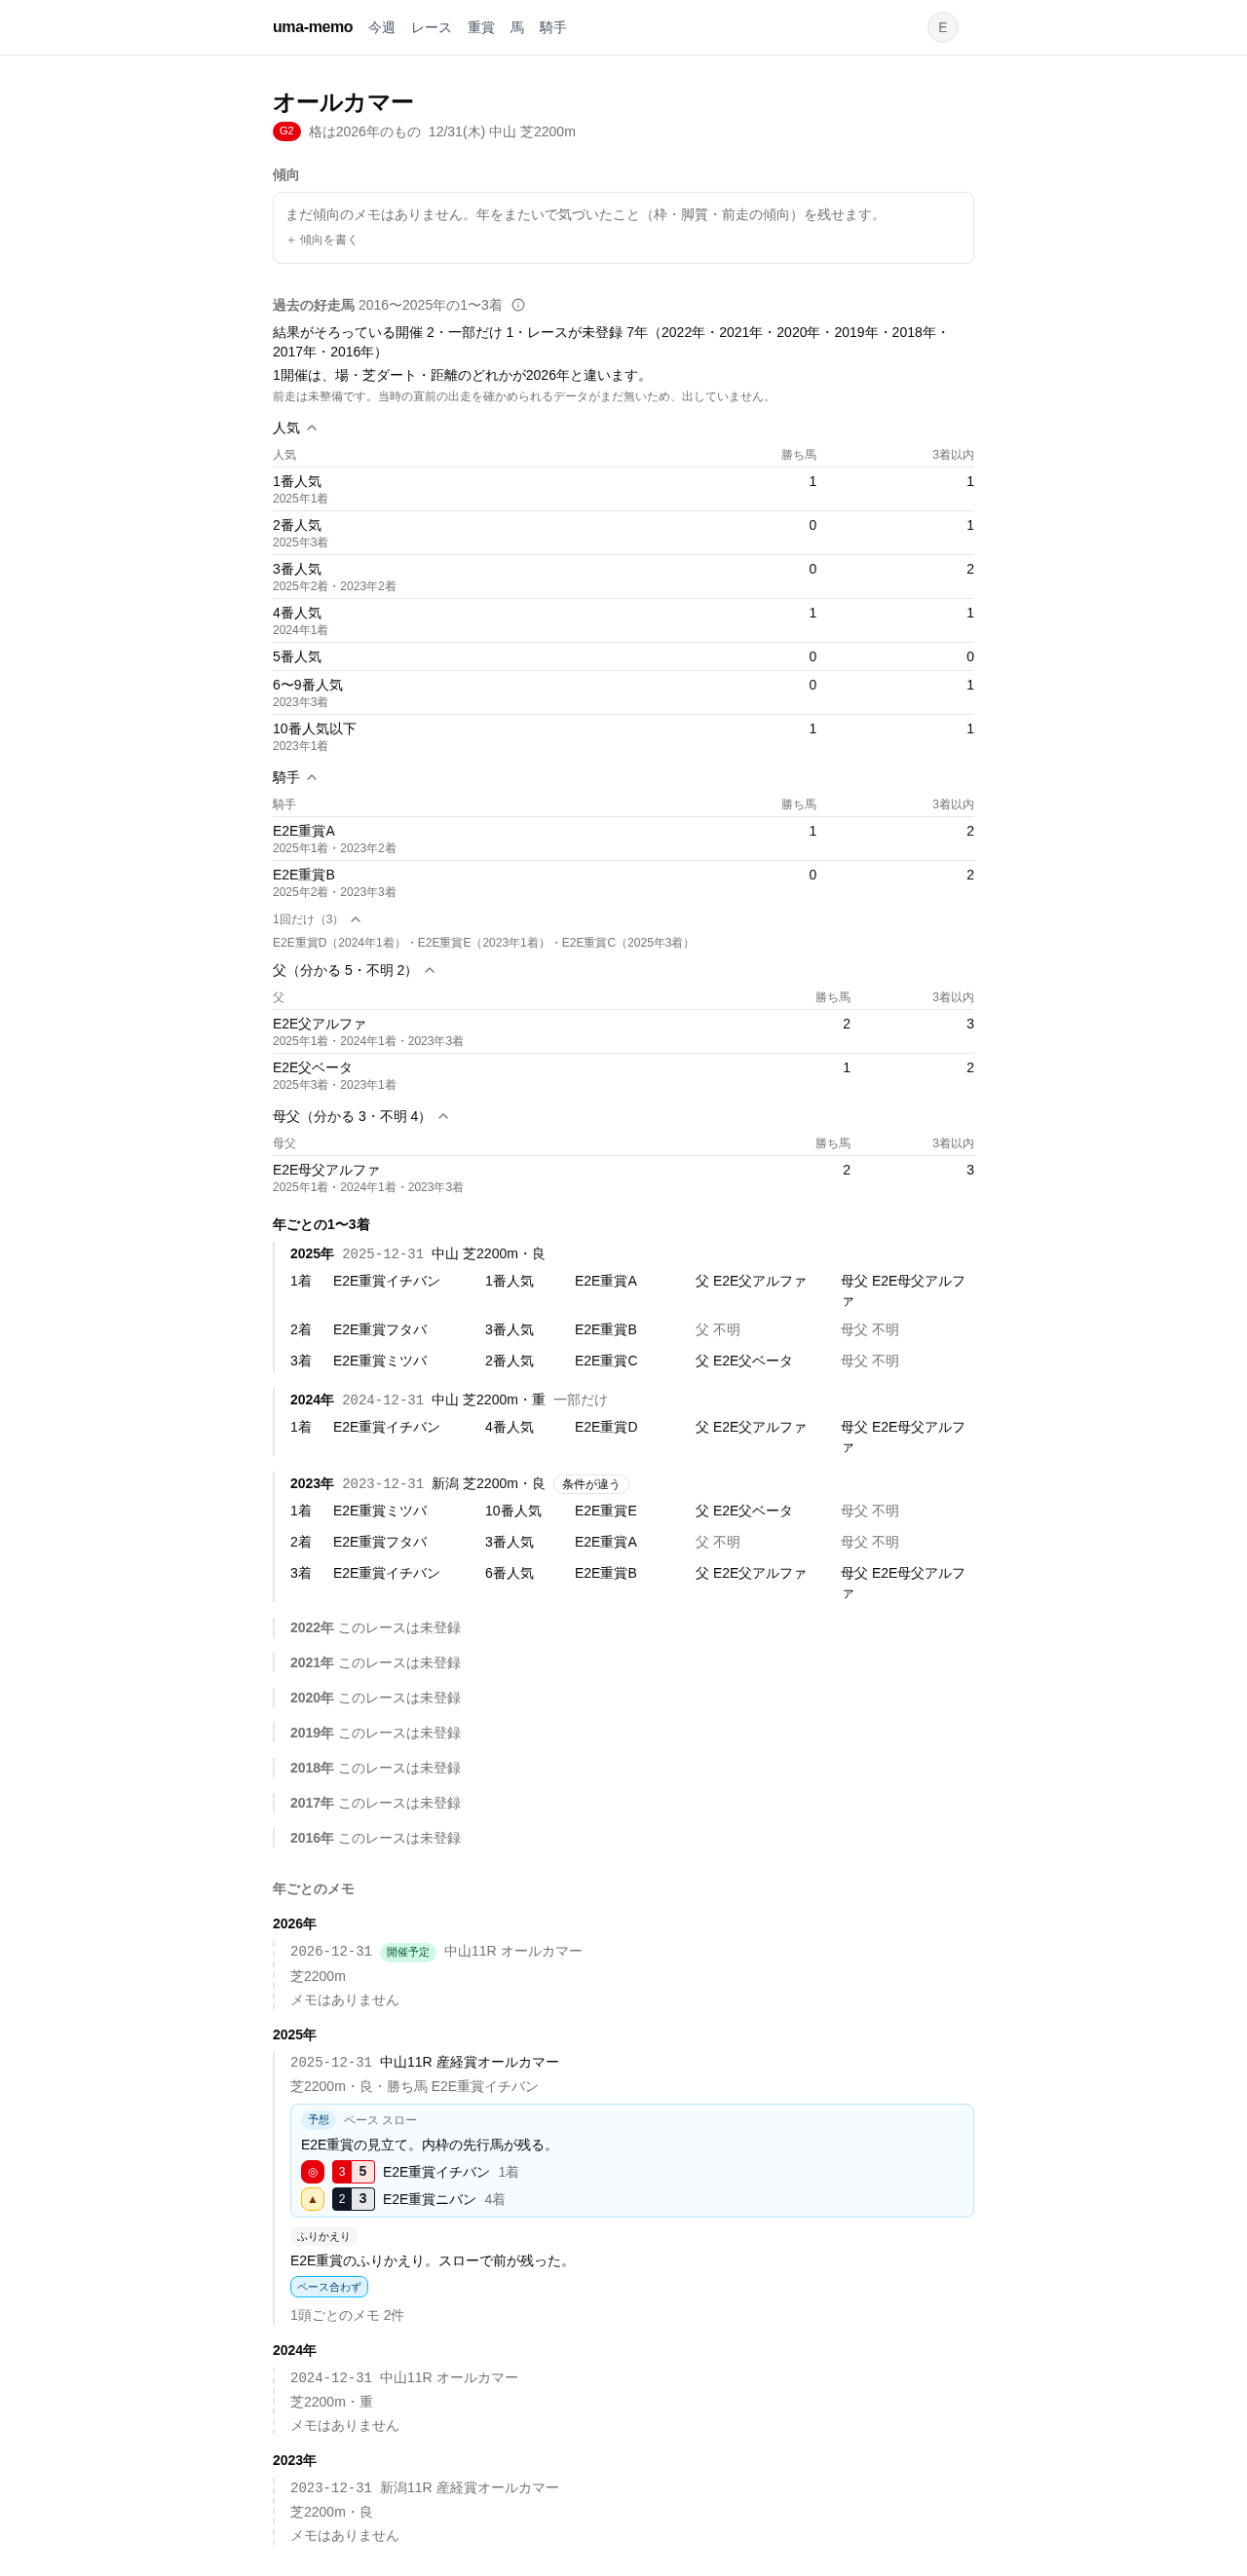 uma-memo 今週 レース 重賞 馬 騎手 E
オールカマー
G2 格は2026年のもの 12/31(木) 中山 芝2200m
傾向
まだ傾向のメモはありません。年をまたいで気づいたこと（枠・脚質・前走の傾向）を残せます。
＋ 傾向を書く
過去の好走馬 2016〜2025年の1〜3着
結果がそろっている開催 2・一部だけ 1・レースが未登録 7年（2022年・2021年・2020年・2019年・2018年・
2017年・2016年）
1開催は、場・芝ダート・距離のどれかが2026年と違います。
前走は未整備です。当時の直前の出走を確かめられるデータがまだ無いため、出していません。
人気
人気 勝ち馬 3着以内
1番人気 1 1
2025年1着
2番人気 0 1
2025年3着
3番人気 0 2
2025年2着・2023年2着
4番人気 1 1
2024年1着
5番人気 0 0
6〜9番人気 0 1
2023年3着
10番人気以下 1 1
2023年1着
騎手
騎手 勝ち馬 3着以内
E2E重賞A 1 2
2025年1着・2023年2着
E2E重賞B 0 2
2025年2着・2023年3着
1回だけ（3）
E2E重賞D（2024年1着）・E2E重賞E（2023年1着）・E2E重賞C（2025年3着）
父（分かる 5・不明 2）
父 勝ち馬 3着以内
E2E父アルファ 2 3
2025年1着・2024年1着・2023年3着
E2E父ベータ 1 2
2025年3着・2023年1着
母父（分かる 3・不明 4）
母父 勝ち馬 3着以内
E2E母父アルファ 2 3
2025年1着・2024年1着・2023年3着
年ごとの1〜3着
2025年 2025-12-31 中山 芝2200m・良
1着 E2E重賞イチバン 1番人気 E2E重賞A 父 E2E父アルファ 母父 E2E母父アルフ
ァ
2着 E2E重賞フタバ 3番人気 E2E重賞B 父 不明 母父 不明
3着 E2E重賞ミツバ 2番人気 E2E重賞C 父 E2E父ベータ 母父 不明
2024年 2024-12-31 中山 芝2200m・重 一部だけ
1着 E2E重賞イチバン 4番人気 E2E重賞D 父 E2E父アルファ 母父 E2E母父アルフ
ァ
2023年 2023-12-31 新潟 芝2200m・良 条件が違う
1着 E2E重賞ミツバ 10番人気 E2E重賞E 父 E2E父ベータ 母父 不明
2着 E2E重賞フタバ 3番人気 E2E重賞A 父 不明 母父 不明
3着 E2E重賞イチバン 6番人気 E2E重賞B 父 E2E父アルファ 母父 E2E母父アルフ
ァ
2022年 このレースは未登録
2021年 このレースは未登録
2020年 このレースは未登録
2019年 このレースは未登録
2018年 このレースは未登録
2017年 このレースは未登録
2016年 このレースは未登録
年ごとのメモ
2026年
2026-12-31 開催予定 中山11R オールカマー
芝2200m
メモはありません
2025年
2025-12-31 中山11R 産経賞オールカマー
芝2200m・良・勝ち馬 E2E重賞イチバン
予想 ペース スロー
E2E重賞の見立て。内枠の先行馬が残る。
◎ 3 5 E2E重賞イチバン 1着
▲ 2 3 E2E重賞ニバン 4着
ふりかえり
E2E重賞のふりかえり。スローで前が残った。
ペース合わず
1頭ごとのメモ 2件
2024年
2024-12-31 中山11R オールカマー
芝2200m・重
メモはありません
2023年
2023-12-31 新潟11R 産経賞オールカマー
芝2200m・良
メモはありません